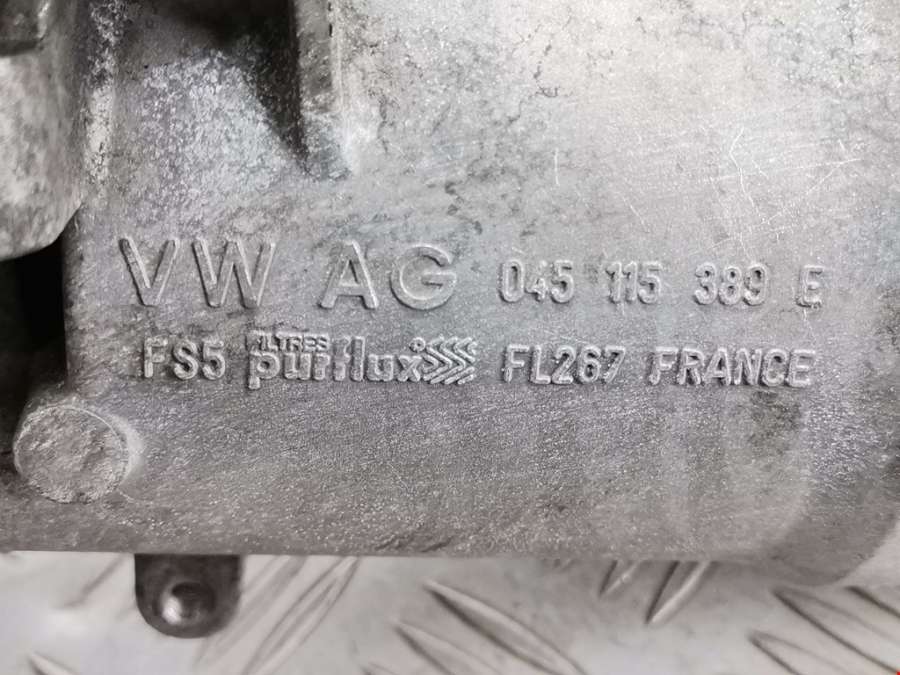 VW AG 045 115 389 E
FS5 FILTRES purflux FL267 FRANCE